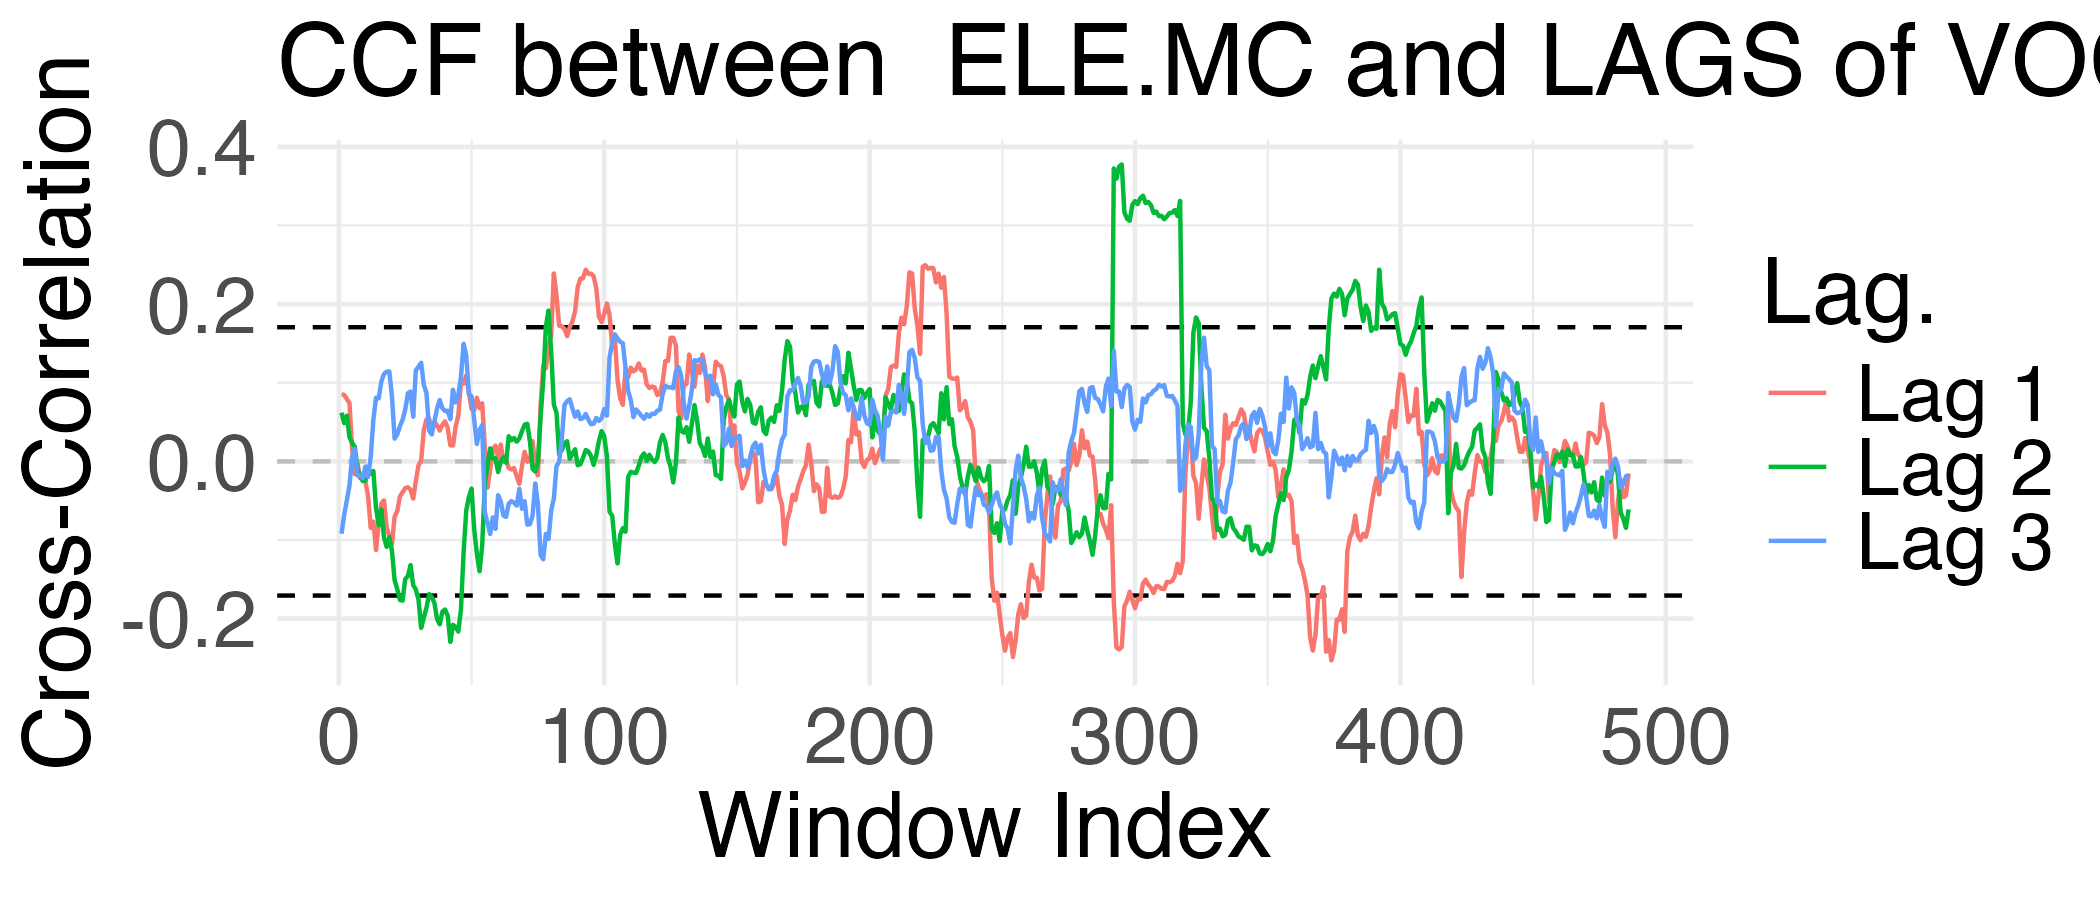 CCF between ELE.MC and LAGS of
Cross-Correlation
0.4
0.2
0.0
-0.2
0 100 200 300 400 500
Window Index
Lag.
Lag 1
Lag 2
Lag 3